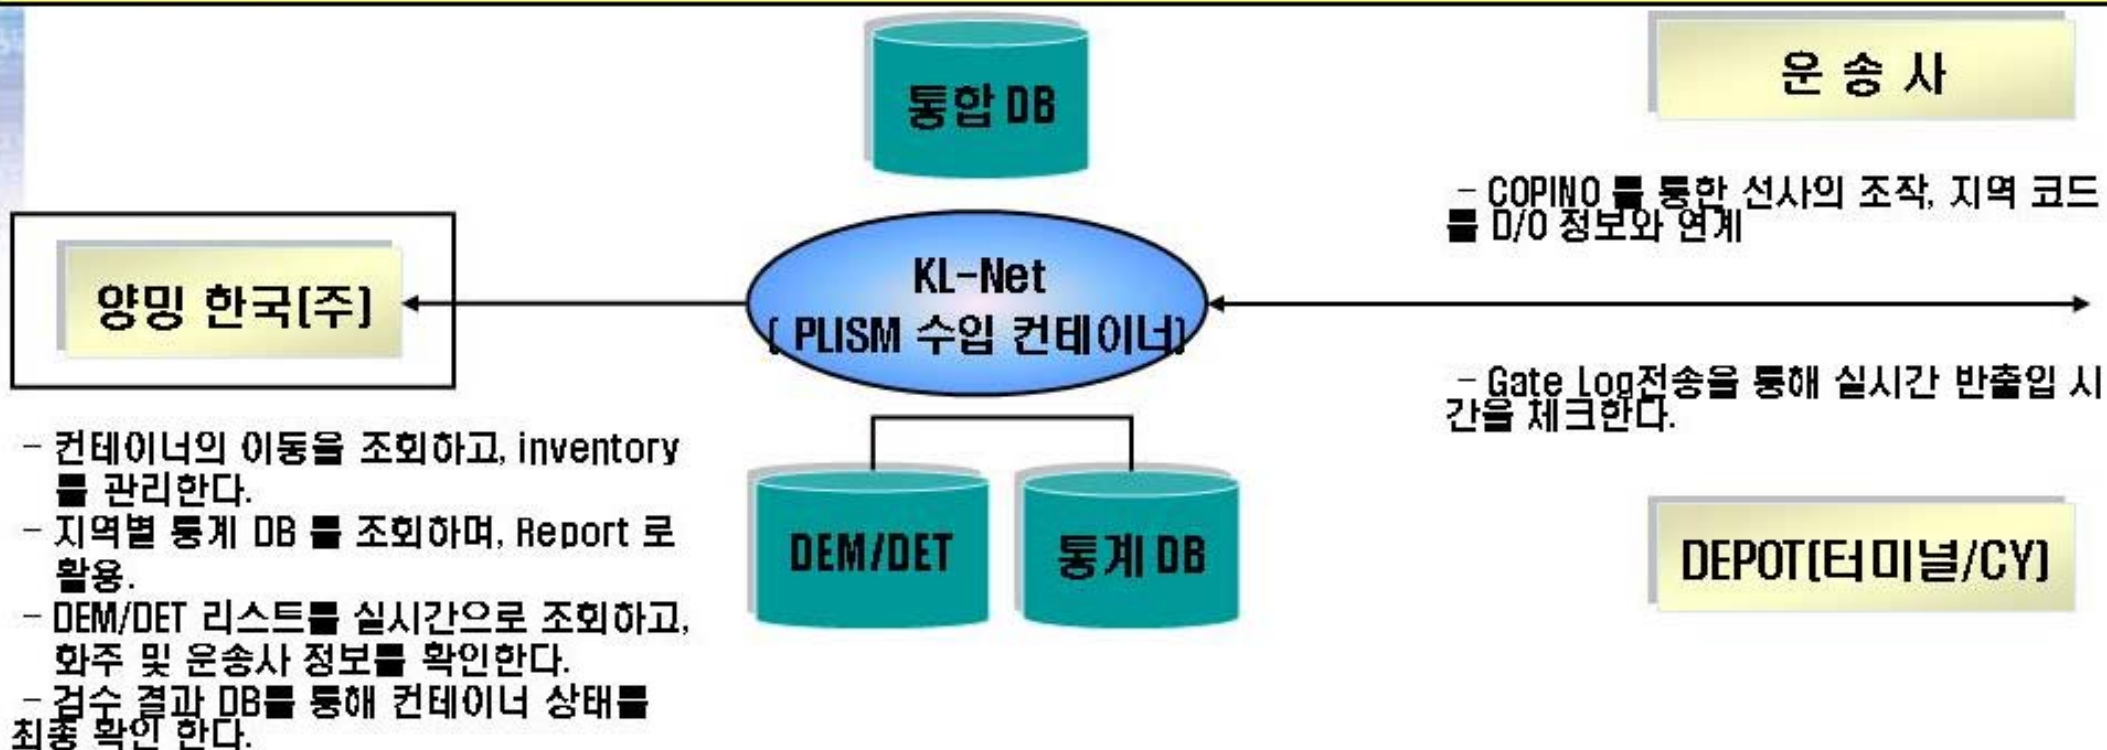 통합 DB
운 송 사
- COPINO 를 통한 선사의 조작, 지역 코드
를 D/O 정보와 연계
양밍 한국(주)
KL-Net
( PLISM 수입 컨테이너)
- Gate Log전송을 통해 실시간 반출입 시
간을 체크한다.
- 컨테이너의 이동을 조회하고, inventory
를 관리한다.
- 지역별 통계 DB 를 조회하며, Report 로
활용.
- DEM/DET 리스트를 실시간으로 조회하고,
화주 및 운송사 정보를 확인한다.
- 검수 결과 DB를 통해 컨테이너 상태를
최종 확인 한다.
DEM/DET
통계 DB
DEPOT(터미널/CY)